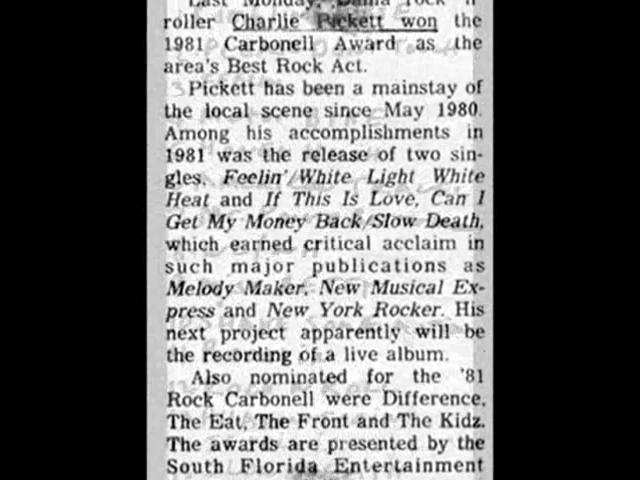 Last Monday, Dania rock 'n'
roller Charlie Pickett won the
1981 Carbonell Award as the
area's Best Rock Act.
Pickett has been a mainstay of
the local scene since May 1980.
Among his accomplishments in
1981 was the release of two sin-
gles, Feelin'/White Light White
Heat and If This Is Love, Can I
Get My Money Back/Slow Death,
which earned critical acclaim in
such major publications as
Melody Maker, New Musical Ex-
press and New York Rocker. His
next project apparently will be
the recording of a live album.
Also nominated for the '81
Rock Carbonell were Difference,
The Eat, The Front and The Kidz.
The awards are presented by the
South Florida Entertainment